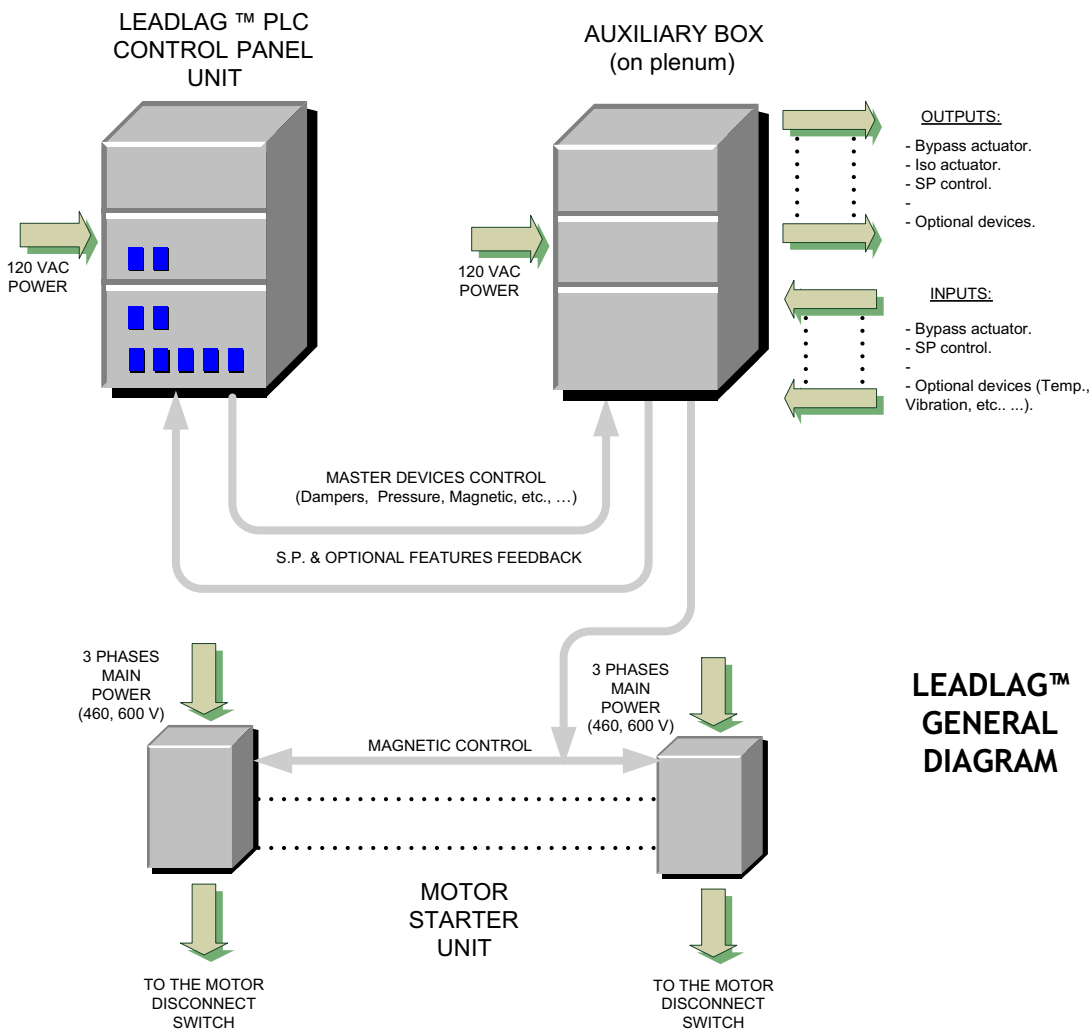 LEADLAG ™ PLC
CONTROL PANEL
UNIT
AUXILIARY BOX
(on plenum)
120 VAC
POWER
120 VAC
POWER
OUTPUTS:
- Bypass actuator.
- Iso actuator.
- SP control.
-
- Optional devices.
INPUTS:
- Bypass actuator.
- SP control.
-
- Optional devices (Temp.,
Vibration, etc.. ...).
MASTER DEVICES CONTROL
(Dampers, Pressure, Magnetic, etc., …)
S.P. & OPTIONAL FEATURES FEEDBACK
3 PHASES
MAIN
POWER
(460, 600 V)
3 PHASES
MAIN
POWER
(460, 600 V)
MAGNETIC CONTROL
LEADLAG™
GENERAL
DIAGRAM
MOTOR
STARTER
UNIT
TO THE MOTOR
DISCONNECT
SWITCH
TO THE MOTOR
DISCONNECT
SWITCH